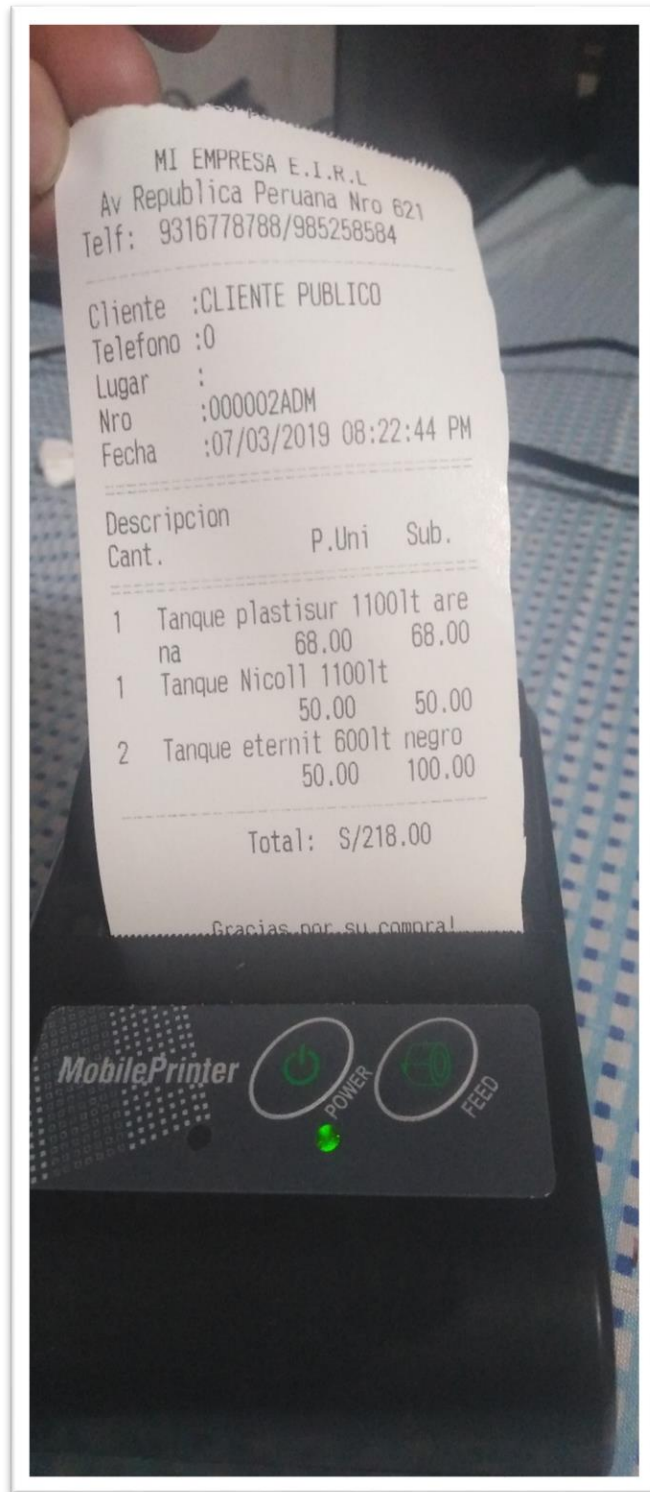 MI EMPRESA E.I.R.L
Av Republica Peruana Nro 621
Telf: 9316778788/985258584
Cliente :CLIENTE PUBLICO
Telefono :0
Lugar :
Nro :000002ADM
Fecha :07/03/2019 08:22:44 PM
Descripcion
Cant. P.Uni Sub.
1 Tanque plastisur 1100lt are
na 68.00 68.00
1 Tanque Nicoll 1100lt
50.00 50.00
2 Tanque eternit 600lt negro
50.00 100.00
Total: S/218.00
Gracias por su compra!
MobilePrinter
POWER
FEED